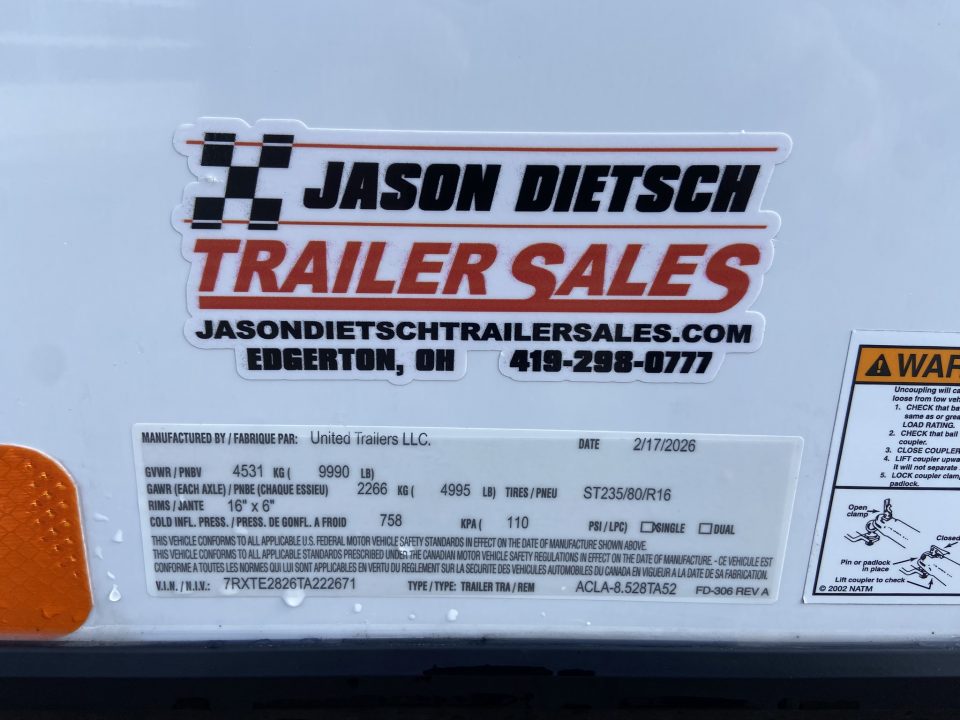 JASON DIETSCH
TRAILER SALES
JASONDIETSCHTRAILERSALES.COM
EDGERTON, OH 419-298-0777
MANUFACTURED BY / FABRIQUE PAR: United Trailers LLC. DATE 2/17/2026
GVWR / PNBV 4531 KG ( 9990 LB)
GAWR (EACH AXLE) / PNBE (CHAQUE ESSIEU) 2266 KG ( 4995 LB) TIRES / PNEU ST235/80/R16
RIMS / JANTE 16" x 6"
COLD INFL. PRESS. / PRESS. DE GONFL. A FROID 758 KPA ( 110 PSI / LPC) SINGLE DUAL
THIS VEHICLE CONFORMS TO ALL APPLICABLE U.S. FEDERAL MOTOR VEHICLE SAFETY STANDARDS IN EFFECT ON THE DATE OF MANUFACTURE SHOWN ABOVE.
THIS VEHICLE CONFORMS TO ALL APPLICABLE STANDARDS PRESCRIBED UNDER THE CANADIAN MOTOR VEHICLE SAFETY REGULATIONS IN EFFECT ON THE DATE OF MANUFACTURE - CE VEHICULE EST
CONFORME A TOUTES LES NORMES QUI LUI SONT APPLICABLES EN VERTU DU REGLEMENT SUR LA SECURITE DES VEHICULES AUTOMOBILES DU CANADA EN VIGUEUR A LA DATE DE SA FABRICATION.
V.I.N. / N.I.V.: 7RXTE2826TA222671 TYPE / TYPE: TRAILER TRA / REM ACLA-8.528TA52 FD-306 REV A
WAR
Uncoupling will ca
loose from tow veh
1. CHECK that ba
same as or grea
LOAD RATING.
2. CHECK that ball
coupler.
3. CLOSE COUPLER
4. LIFT coupler upwa
it will not separate
5. LOCK coupler clamp
padlock.
Open
clamp
Closed
Pin or padlock
in place
Lift coupler to check
© 2002 NATM